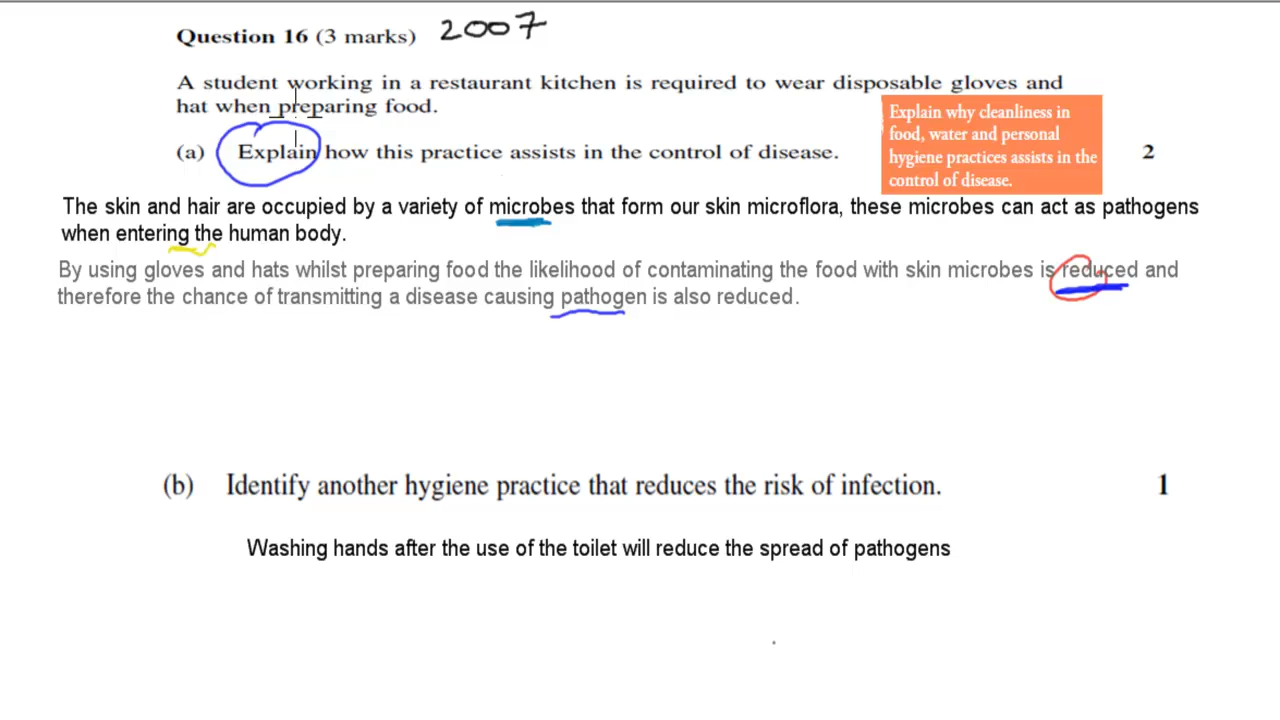 Question 16 (3 marks) 2007
A student working in a restaurant kitchen is required to wear disposable gloves and
hat when preparing food.
Explain why cleanliness in
food, water and personal
hygiene practices assists in the
control of disease.
(a) Explain how this practice assists in the control of disease. 2
The skin and hair are occupied by a variety of microbes that form our skin microflora, these microbes can act as pathogens
when entering the human body.
By using gloves and hats whilst preparing food the likelihood of contaminating the food with skin microbes is reduced and
therefore the chance of transmitting a disease causing pathogen is also reduced.
(b) Identify another hygiene practice that reduces the risk of infection. 1
Washing hands after the use of the toilet will reduce the spread of pathogens